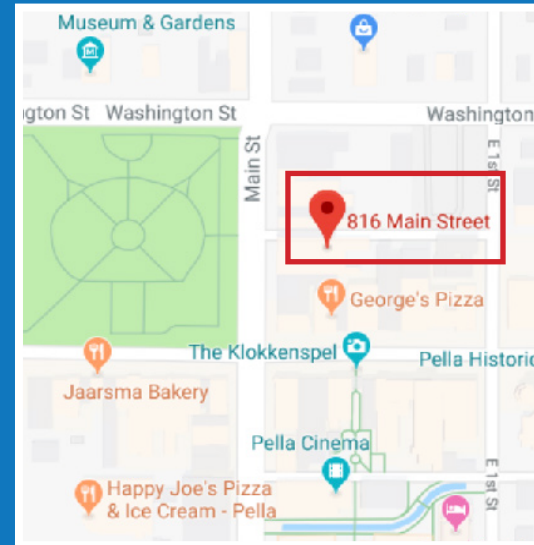 Museum & Gardens
gton St Washington St
Washington
Main St
E 1st St
816 Main Street
George's Pizza
The Klokkenspel
Pella Historic
Jaarsma Bakery
Pella Cinema
Happy Joe's Pizza
& Ice Cream - Pella
E 1st St